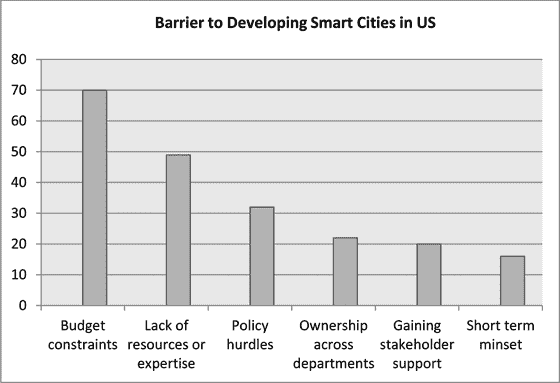 Barrier to Developing Smart Cities in US
80
70
60
50
40
30
20
10
0
Budget
constraints
Lack of
resources or
expertise
Policy
hurdles
Ownership
across
departments
Gaining
stakeholder
support
Short term
minset